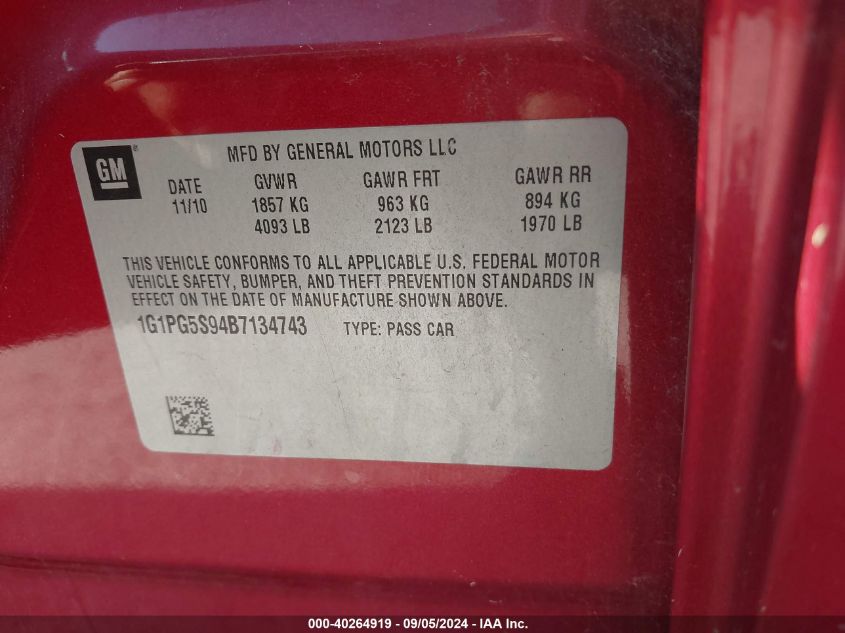 GM
MFD BY GENERAL MOTORS LLC
DATE GVWR GAWR FRT GAWR RR
11/10 1857 KG 963 KG 894 KG
4093 LB 2123 LB 1970 LB
THIS VEHICLE CONFORMS TO ALL APPLICABLE U.S. FEDERAL MOTOR
VEHICLE SAFETY, BUMPER, AND THEFT PREVENTION STANDARDS IN
EFFECT ON THE DATE OF MANUFACTURE SHOWN ABOVE.
1G1PG5S94B7134743 TYPE: PASS CAR
000-40264919 - 09/05/2024 - IAA Inc.